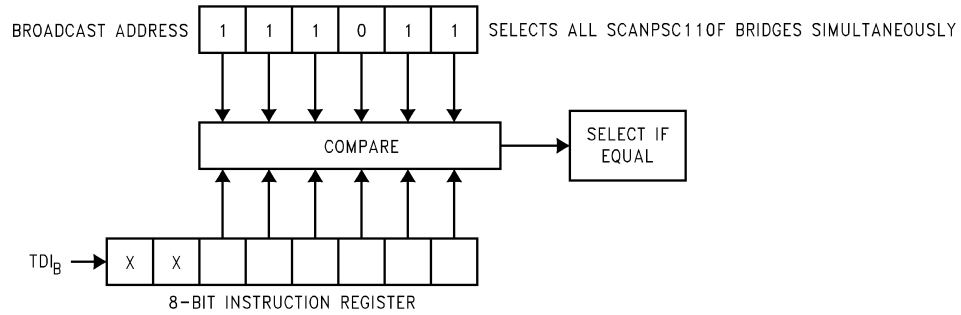 BROADCAST ADDRESS 1 1 1 0 1 1 SELECTS ALL SCANPSC110F BRIDGES SIMULTANEOUSLY
COMPARE
SELECT IF
EQUAL
TDIB X X
8-BIT INSTRUCTION REGISTER